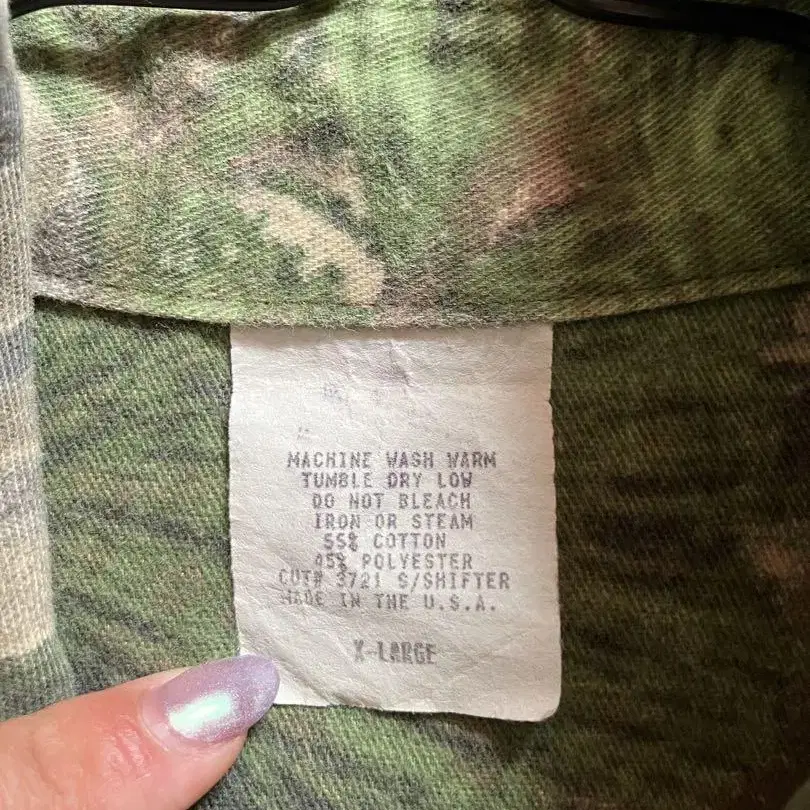 MACHINE WASH WARM
TUMBLE DRY LOW
DO NOT BLEACH
IRON OR STEAM
55% COTTON
45% POLYESTER
CUT# 3721 S/SHIFTER
MADE IN THE U.S.A.
X-LARGE